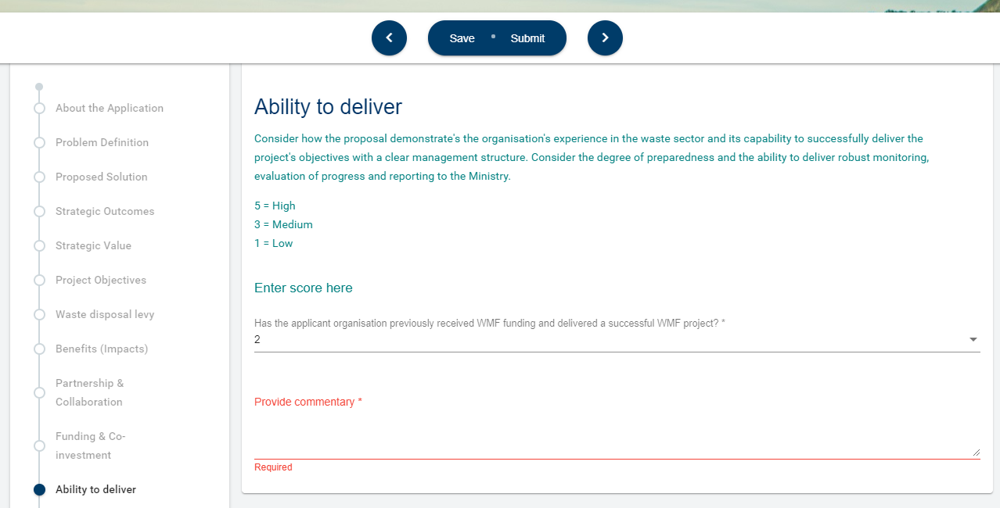 Save • Submit
About the Application
Problem Definition
Proposed Solution
Strategic Outcomes
Strategic Value
Project Objectives
Waste disposal levy
Benefits (Impacts)
Partnership &
Collaboration
Funding & Co-
investment
Ability to deliver
Ability to deliver
Consider how the proposal demonstrate's the organisation's experience in the waste sector and its capability to successfully deliver the
project's objectives with a clear management structure. Consider the degree of preparedness and the ability to deliver robust monitoring,
evaluation of progress and reporting to the Ministry.
5 = High
3 = Medium
1 = Low
Enter score here
Has the applicant organisation previously received WMF funding and delivered a successful WMF project? *
2
Provide commentary *
Required